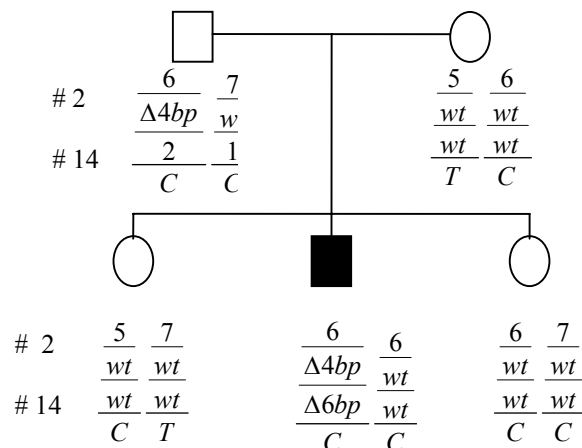 6 7 5 6
# 2 Δ4bp w wt wt
# 14 2 1 wt wt
C C T C
# 2 5 7 6 6 6 7
wt wt Δ4bp wt wt wt
# 14 wt wt Δ6bp wt wt wt
C T C C C C